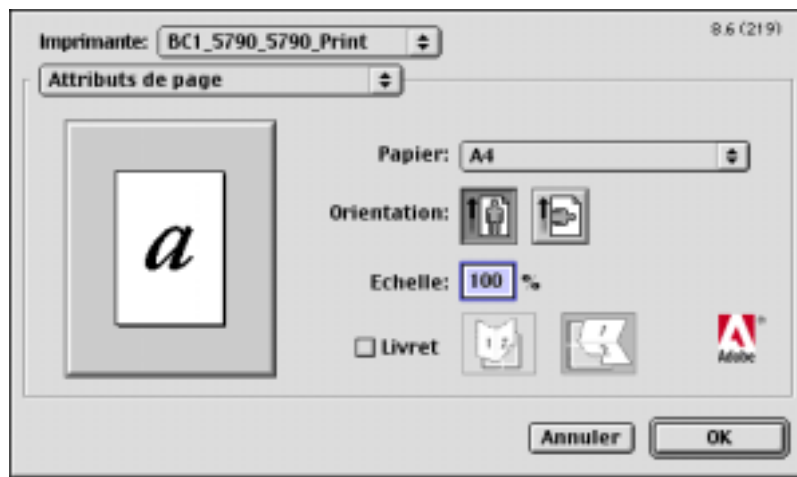 Imprimante: BC1_5790_5790_Print
8.6 (219)
Attributs de page
a
Papier: A4
Orientation:
Echelle: 100 %
Livret
Adobe
Annuler OK